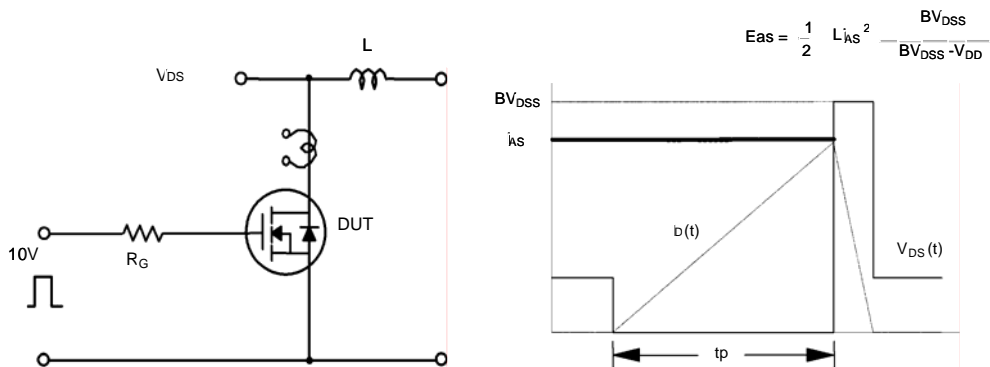 L
VDS
DUT
10V
RG
Eas = 1/2 LiAS² BVDSS / BVDSS -VDD
BVDSS
iAS
iD(t)
VDS (t)
tp